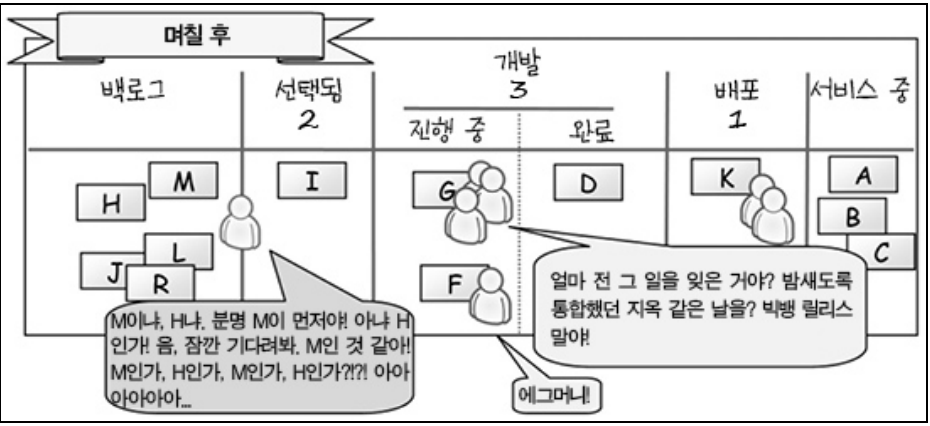 며칠 후
백로그
선택됨
2
개발
3
진행 중
완료
배포
1
서비스 중
H
M
J
L
R
I
G
F
D
K
A
B
C
M이냐, H냐. 분명 M이 먼저야! 아냐 H
인가! 음, 잠깐 기다려봐. M인 것 같아!
M인가, H인가, M인가, H인가?!?! 아아
아아아아...
얼마 전 그 일을 잊은 거야? 밤새도록
통합했던 지옥 같은 날을? 빅뱅 릴리스
말야!
에그머니!